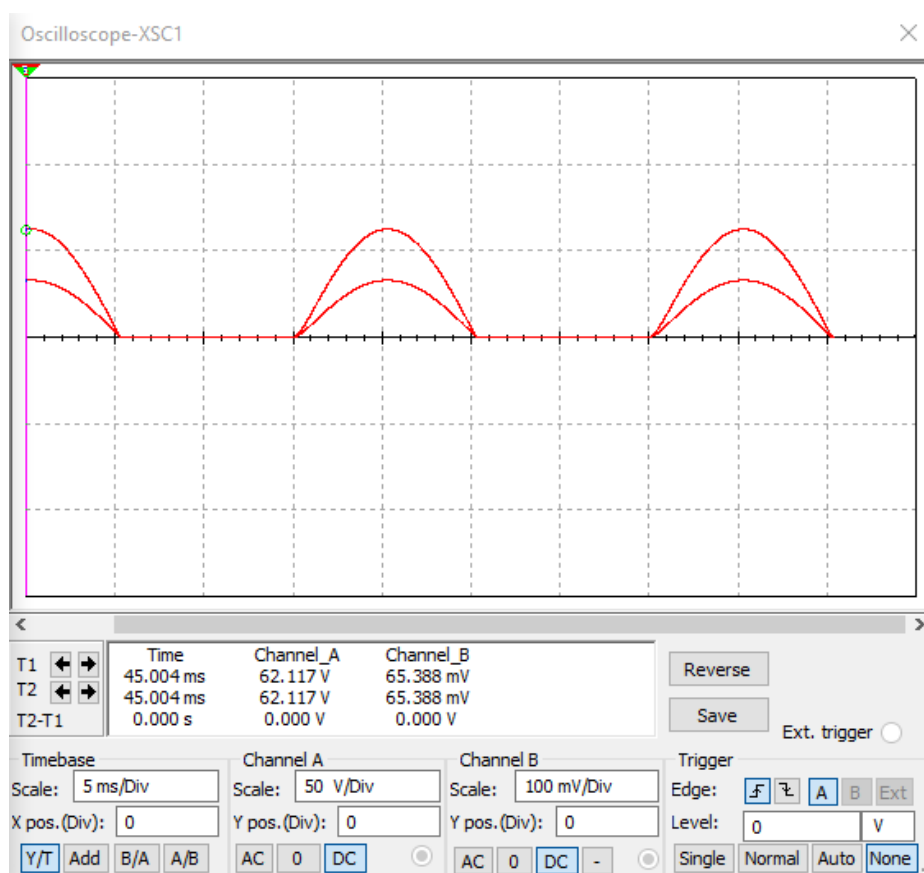 Oscilloscope-XSC1
Time Channel_A Channel_B
T1 45.004 ms 62.117 V 65.388 mV
T2 45.004 ms 62.117 V 65.388 mV
T2-T1 0.000 s 0.000 V 0.000 V
Reverse
Save
Ext. trigger
Timebase
Scale: 5 ms/Div
X pos.(Div): 0
Y/T Add B/A A/B
Channel A
Scale: 50 V/Div
Y pos.(Div): 0
AC 0 DC
Channel B
Scale: 100 mV/Div
Y pos.(Div): 0
AC 0 DC -
Trigger
Edge: A B Ext
Level: 0 V
Single Normal Auto None